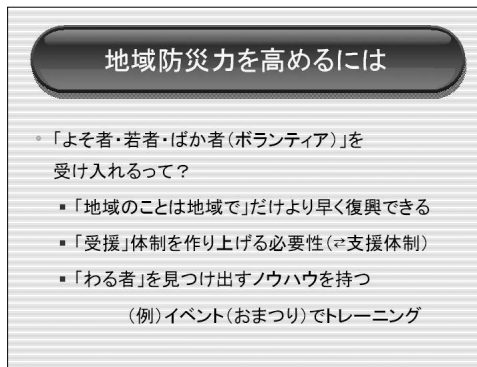 地域防災力を高めるには
「よそ者・若者・ばか者(ボランティア)」を
受け入れるって？
▪「地域のことは地域で」だけより早く復興できる
▪「受援」体制を作り上げる必要性(⇄支援体制)
▪「わる者」を見つけ出すノウハウを持つ
(例)イベント(おまつり)でトレーニング